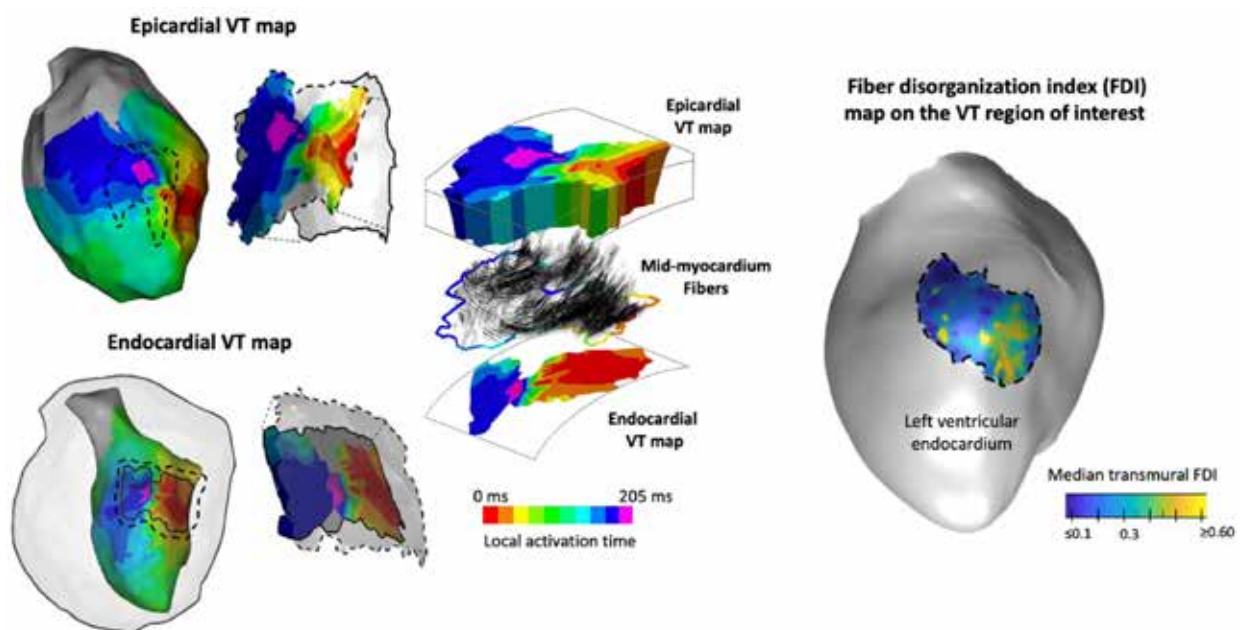 Epicardial VT map
Endocardial VT map
Epicardial
VT map
Mid-myocardium
Fibers
Endocardial
VT map
0 ms 205 ms
Local activation time
Fiber disorganization index (FDI)
map on the VT region of interest
Left ventricular
endocardium
Median transmural FDI
≤0.1 0.3 ≥0.60